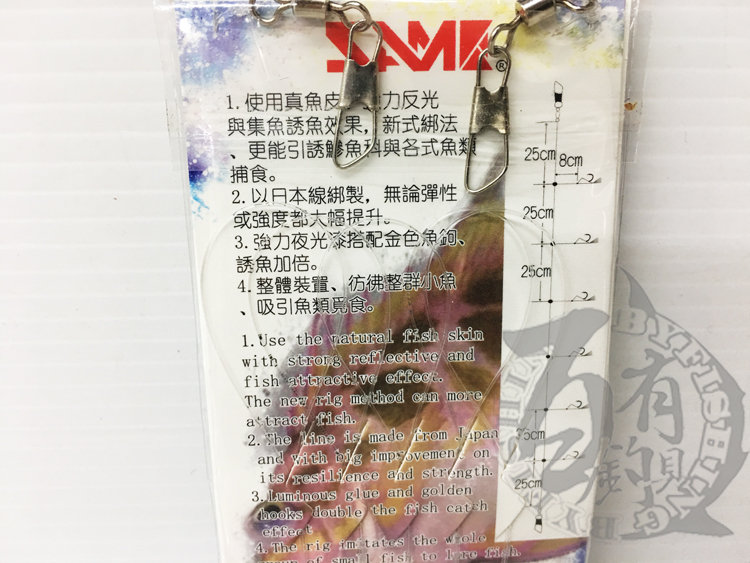 SAMA®
1.使用真魚皮 力反光
與集魚誘魚效果，新式綁法
、更能引誘鰺魚科與各式魚類
捕食。
2.以日本線綁製，無論彈性
或強度都大幅提升。
3.強力夜光漆搭配金色魚鉤、
誘魚加倍。
4.整體裝置、彷彿整群小魚
、吸引魚類覓食。
1.Use the natural fish skin
with strong reflective and
fish attractive effect.
The new rig method can more
attract fish.
2.The line is made from Japan
and with big improvement on
its resilience and strength.
3.Luminous glue and golden
hooks double the fish catch
effect
4.The rig imitates the whole
of small fish to lure fish.
25cm
8cm
25cm
25cm
25cm
百有
BYFISHING